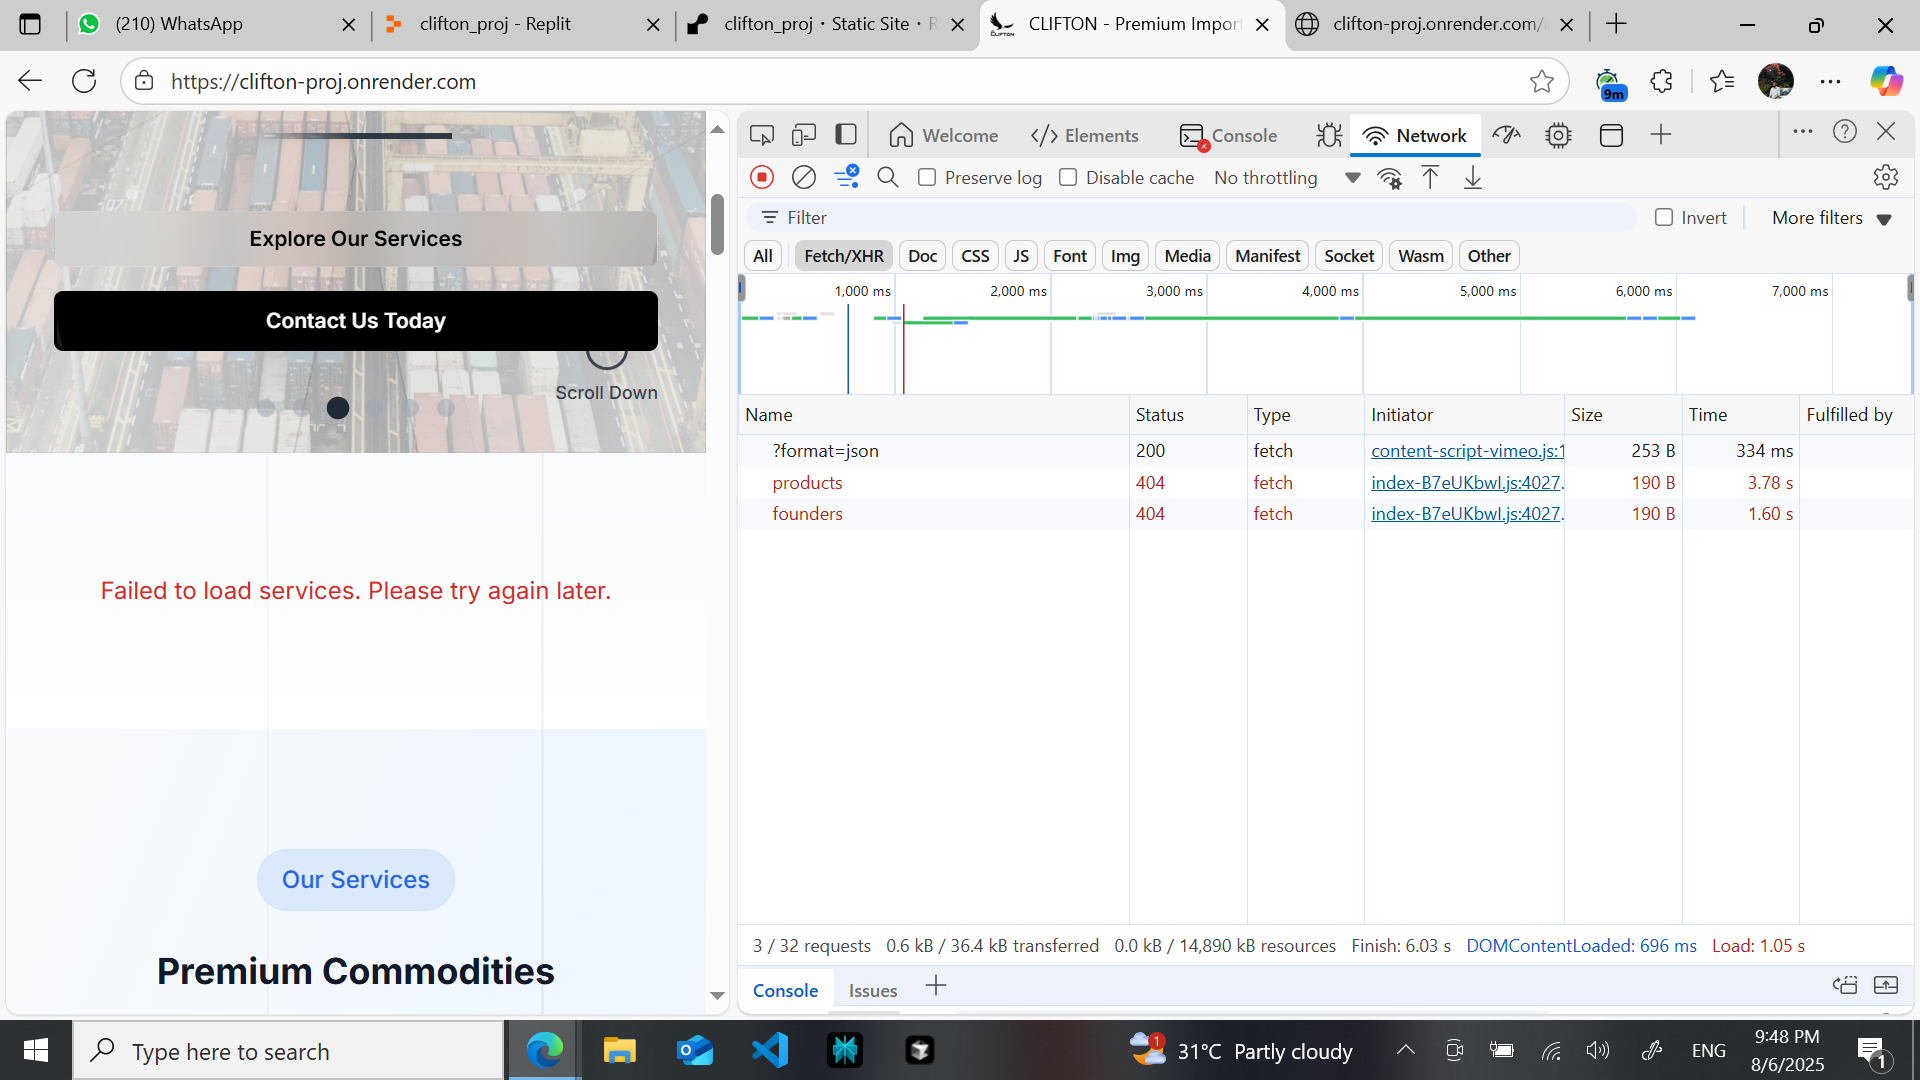 (210) WhatsApp
clifton_proj - Replit
clifton_proj · Static Site · R
CLIFTON - Premium Import
clifton-proj.onrender.com/
https://clifton-proj.onrender.com
9m
Explore Our Services
Contact Us Today
Scroll Down
Failed to load services. Please try again later.
Our Services
Premium Commodities
Welcome
Elements
Console
Network
Preserve log
Disable cache
No throttling
Filter
Invert
More filters
All
Fetch/XHR
Doc
CSS
JS
Font
Img
Media
Manifest
Socket
Wasm
Other
1,000 ms
2,000 ms
3,000 ms
4,000 ms
5,000 ms
6,000 ms
7,000 ms
Name Status Type Initiator Size Time Fulfilled by
?format=json 200 fetch content-script-vimeo.js:1 253 B 334 ms
products 404 fetch index-B7eUKbwI.js:4027. 190 B 3.78 s
founders 404 fetch index-B7eUKbwI.js:4027. 190 B 1.60 s
3 / 32 requests 0.6 kB / 36.4 kB transferred 0.0 kB / 14,890 kB resources Finish: 6.03 s DOMContentLoaded: 696 ms Load: 1.05 s
Console
Issues
Type here to search
1
31°C Partly cloudy
ENG
9:48 PM
8/6/2025
1